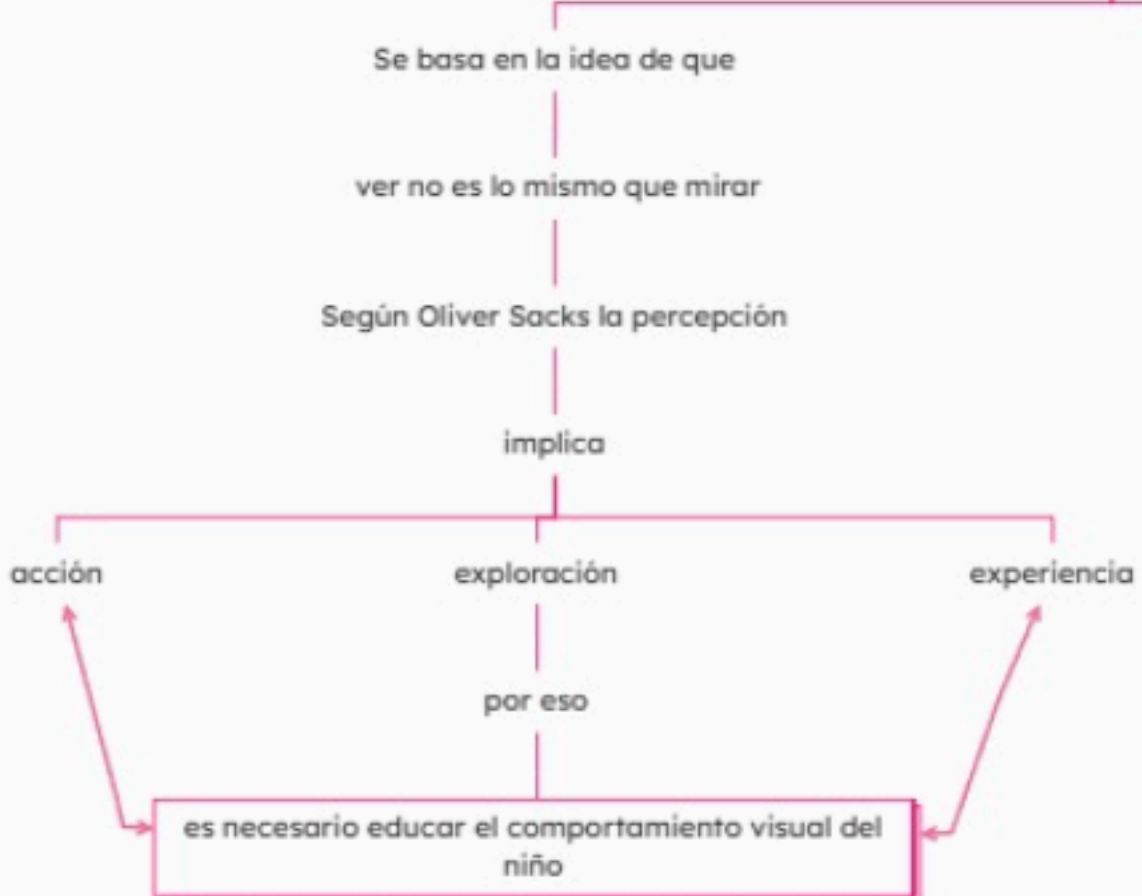 Se basa en la idea de que
ver no es lo mismo que mirar
Según Oliver Sacks la percepción
implica
acción
exploración
experiencia
por eso
es necesario educar el comportamiento visual del
niño